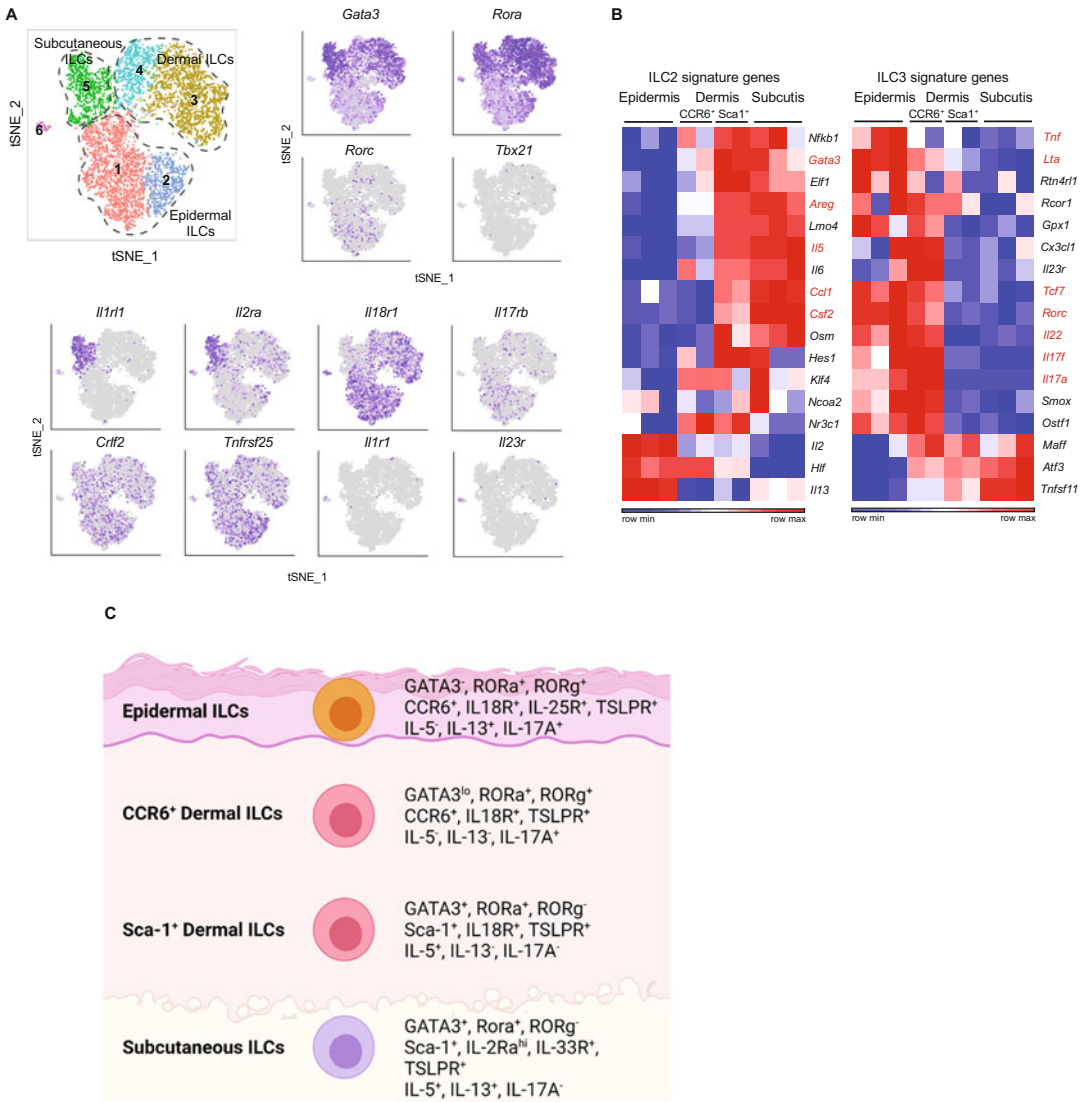 A
Subcutaneous
ILCs
Dermal ILCs
4
5
3
6
1
2
Epidermal
ILCs
tSNE_2
tSNE_1
Gata3
Rora
Rorc
Tbx21
tSNE_2
tSNE_1
Il1rl1
Il2ra
Il18r1
Il17rb
Crlf2
Tnfrsf25
Il1r1
Il23r
tSNE_2
tSNE_1
B
ILC2 signature genes
Epidermis Dermis Subcutis
CCR6⁺ Sca1⁺
Nfkb1
Gata3
Elf1
Areg
Lmo4
Il5
Il6
Ccl1
Csf2
Osm
Hes1
Klf4
Ncoa2
Nr3c1
Il2
Hlf
Il13
row min row max
ILC3 signature genes
Epidermis Dermis Subcutis
CCR6⁺ Sca1⁺
Tnf
Lta
Rtn4rl1
Rcor1
Gpx1
Cx3cl1
Il23r
Tcf7
Rorc
Il22
Il17f
Il17a
Smox
Ostf1
Maff
Atf3
Tnfsf11
row min row max
C
Epidermal ILCs
GATA3⁻, RORa⁺, RORg⁺
CCR6⁺, IL18R⁺, IL-25R⁺, TSLPR⁺
IL-5⁻, IL-13⁺, IL-17A⁺
CCR6⁺ Dermal ILCs
GATA3ˡᵒ, RORa⁺, RORg⁺
CCR6⁺, IL18R⁺, TSLPR⁺
IL-5⁻, IL-13⁻, IL-17A⁺
Sca-1⁺ Dermal ILCs
GATA3⁺, RORa⁺, RORg⁻
Sca-1⁺, IL18R⁺, TSLPR⁺
IL-5⁺, IL-13⁻, IL-17A⁻
Subcutaneous ILCs
GATA3⁺, Rora⁺, RORg⁻
Sca-1⁺, IL-2Raʰⁱ, IL-33R⁺,
TSLPR⁺
IL-5⁺, IL-13⁺, IL-17A⁻